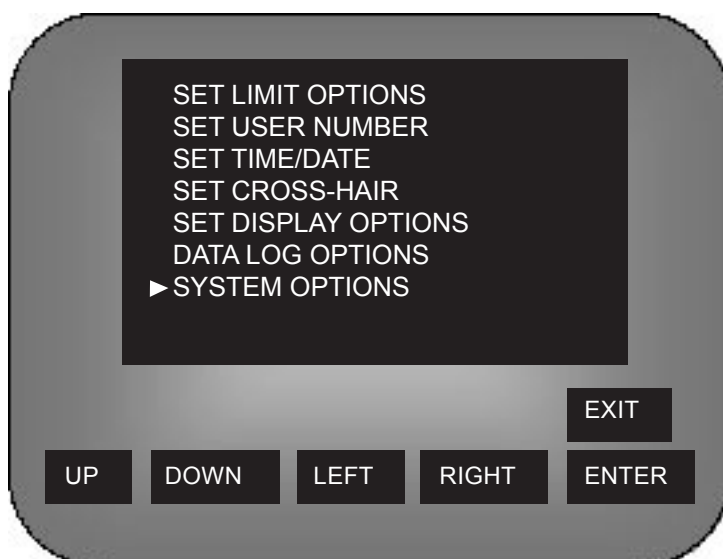 SET LIMIT OPTIONS
SET USER NUMBER
SET TIME/DATE
SET CROSS-HAIR
SET DISPLAY OPTIONS
DATA LOG OPTIONS
►SYSTEM OPTIONS
EXIT
UP DOWN LEFT RIGHT ENTER